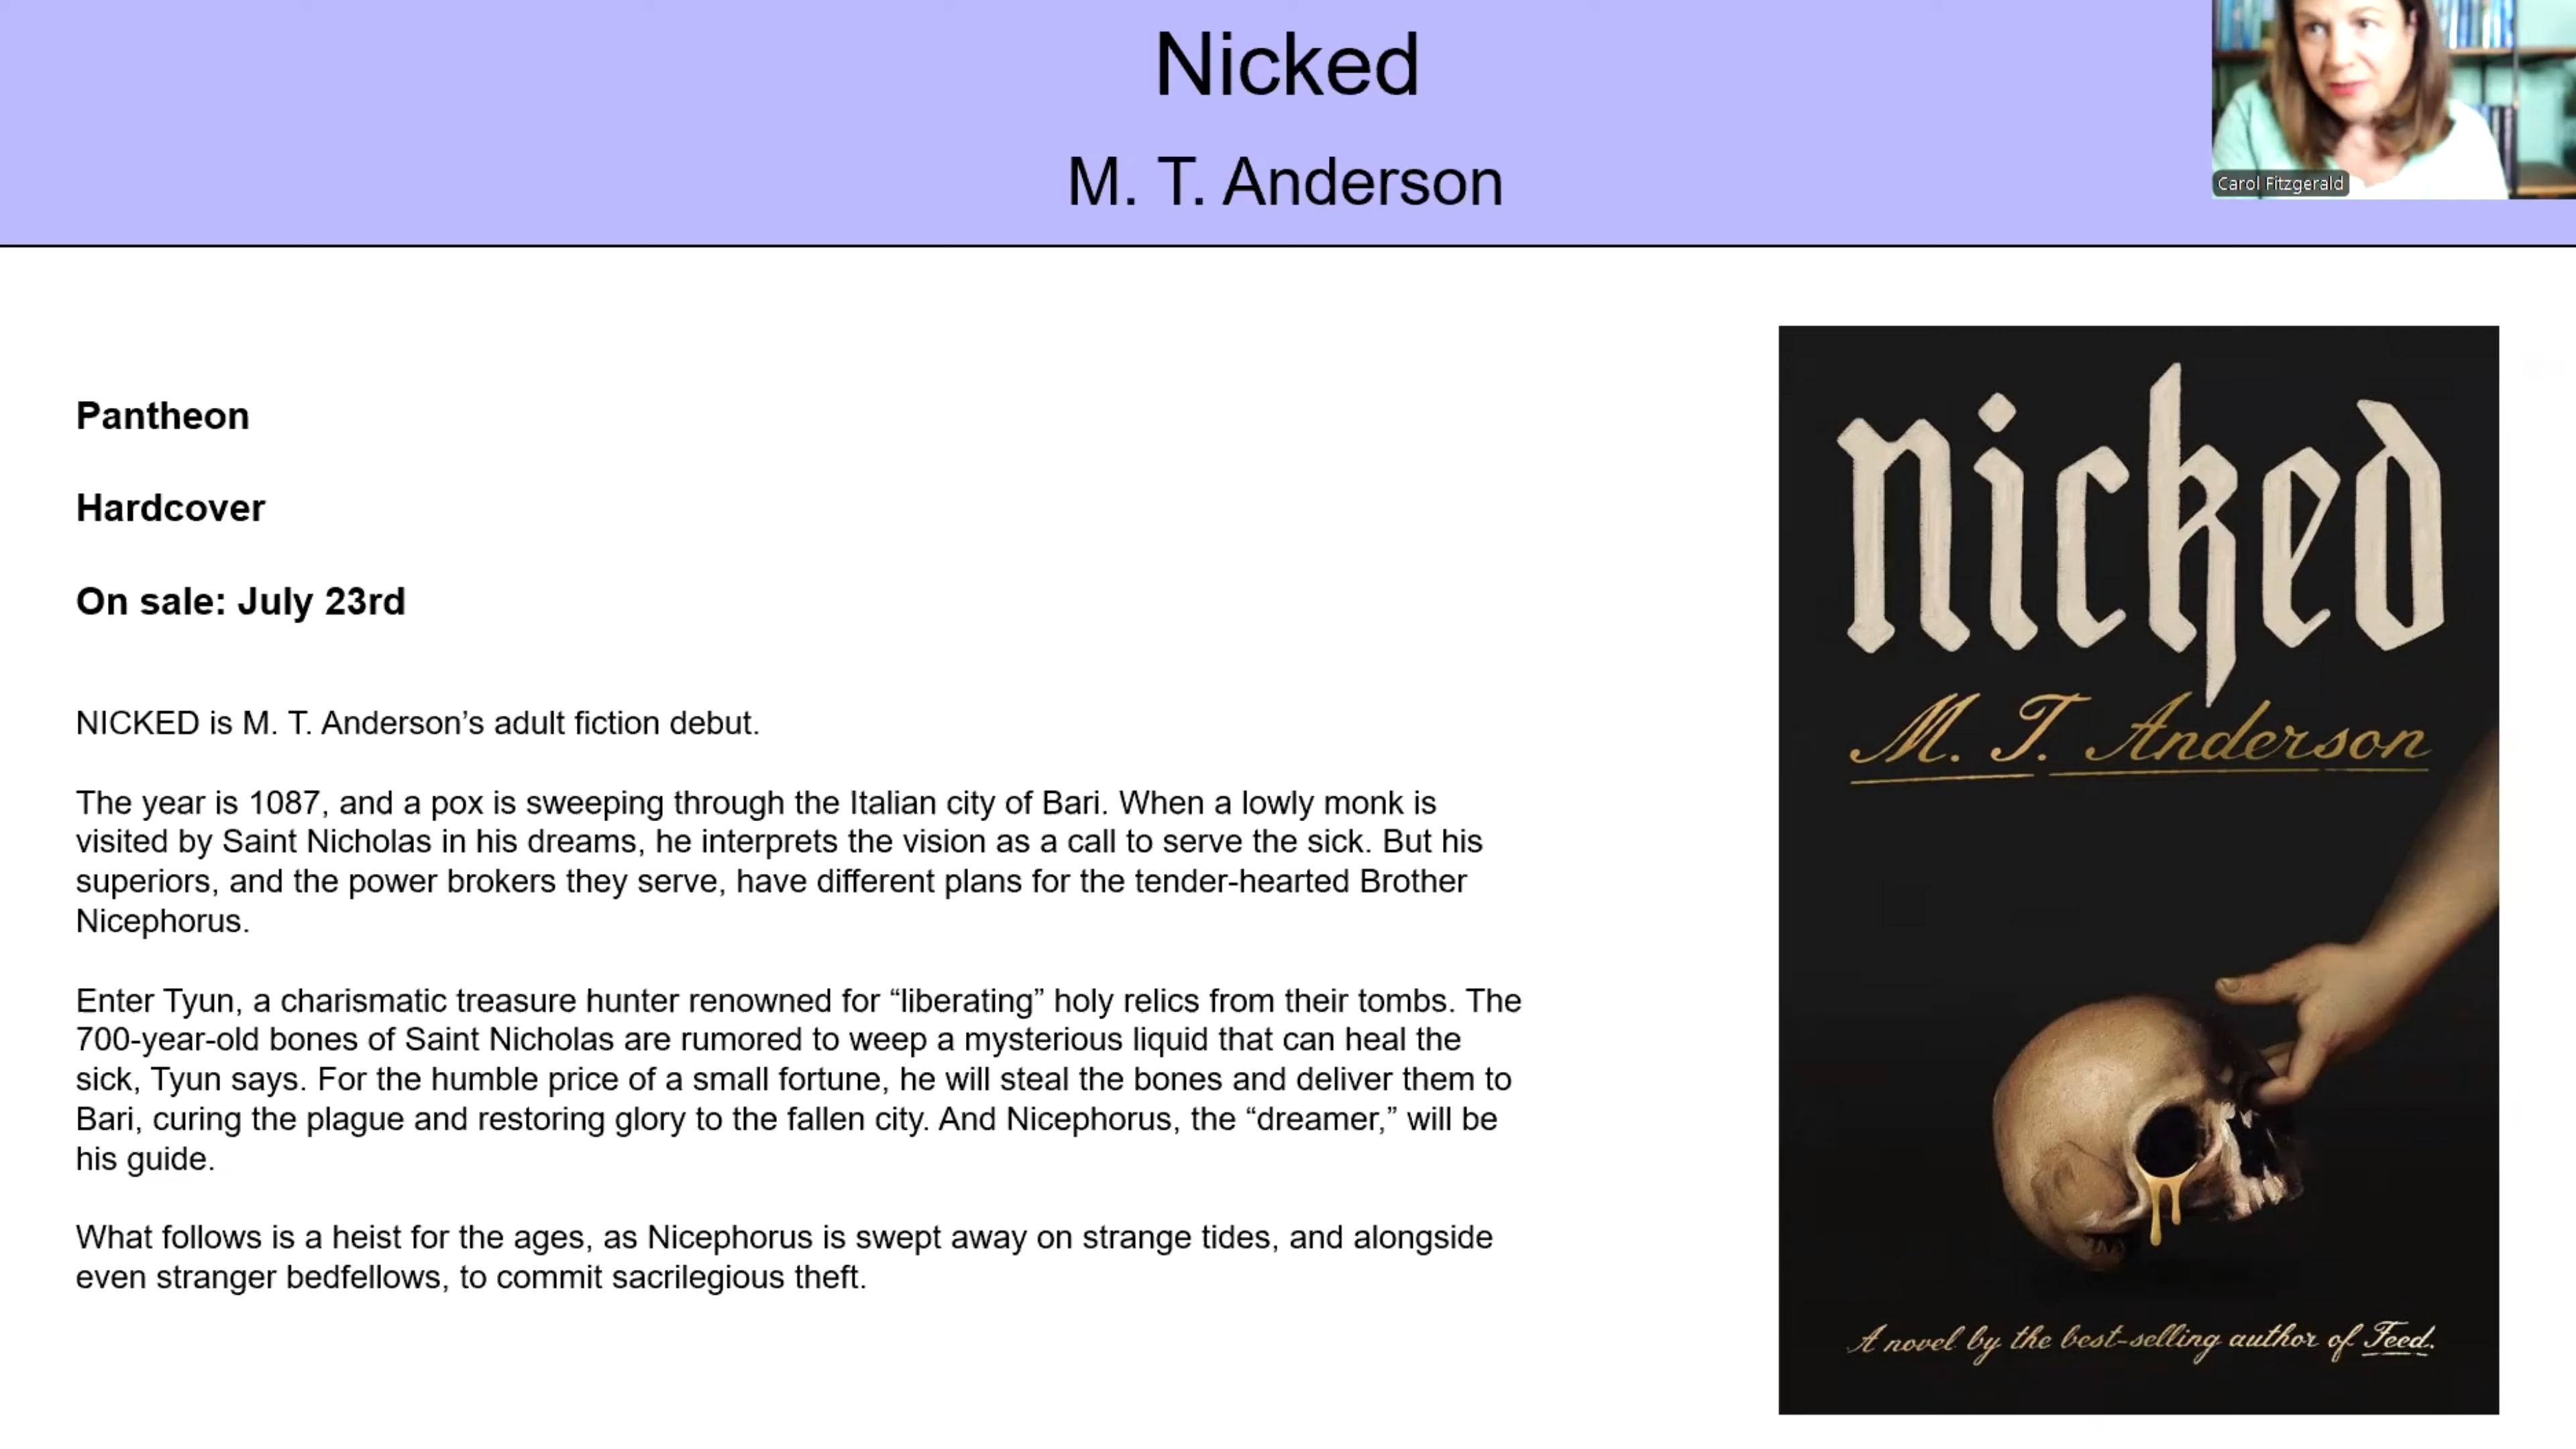 Nicked
M. T. Anderson
Carol Fitzgerald
Pantheon
Hardcover
On sale: July 23rd
NICKED is M. T. Anderson’s adult fiction debut.
The year is 1087, and a pox is sweeping through the Italian city of Bari. When a lowly monk is
visited by Saint Nicholas in his dreams, he interprets the vision as a call to serve the sick. But his
superiors, and the power brokers they serve, have different plans for the tender-hearted Brother
Nicephorus.
Enter Tyun, a charismatic treasure hunter renowned for “liberating” holy relics from their tombs. The
700-year-old bones of Saint Nicholas are rumored to weep a mysterious liquid that can heal the
sick, Tyun says. For the humble price of a small fortune, he will steal the bones and deliver them to
Bari, curing the plague and restoring glory to the fallen city. And Nicephorus, the “dreamer,” will be
his guide.
What follows is a heist for the ages, as Nicephorus is swept away on strange tides, and alongside
even stranger bedfellows, to commit sacrilegious theft.
nicked
M. T. Anderson
A novel by the best-selling author of Feed.